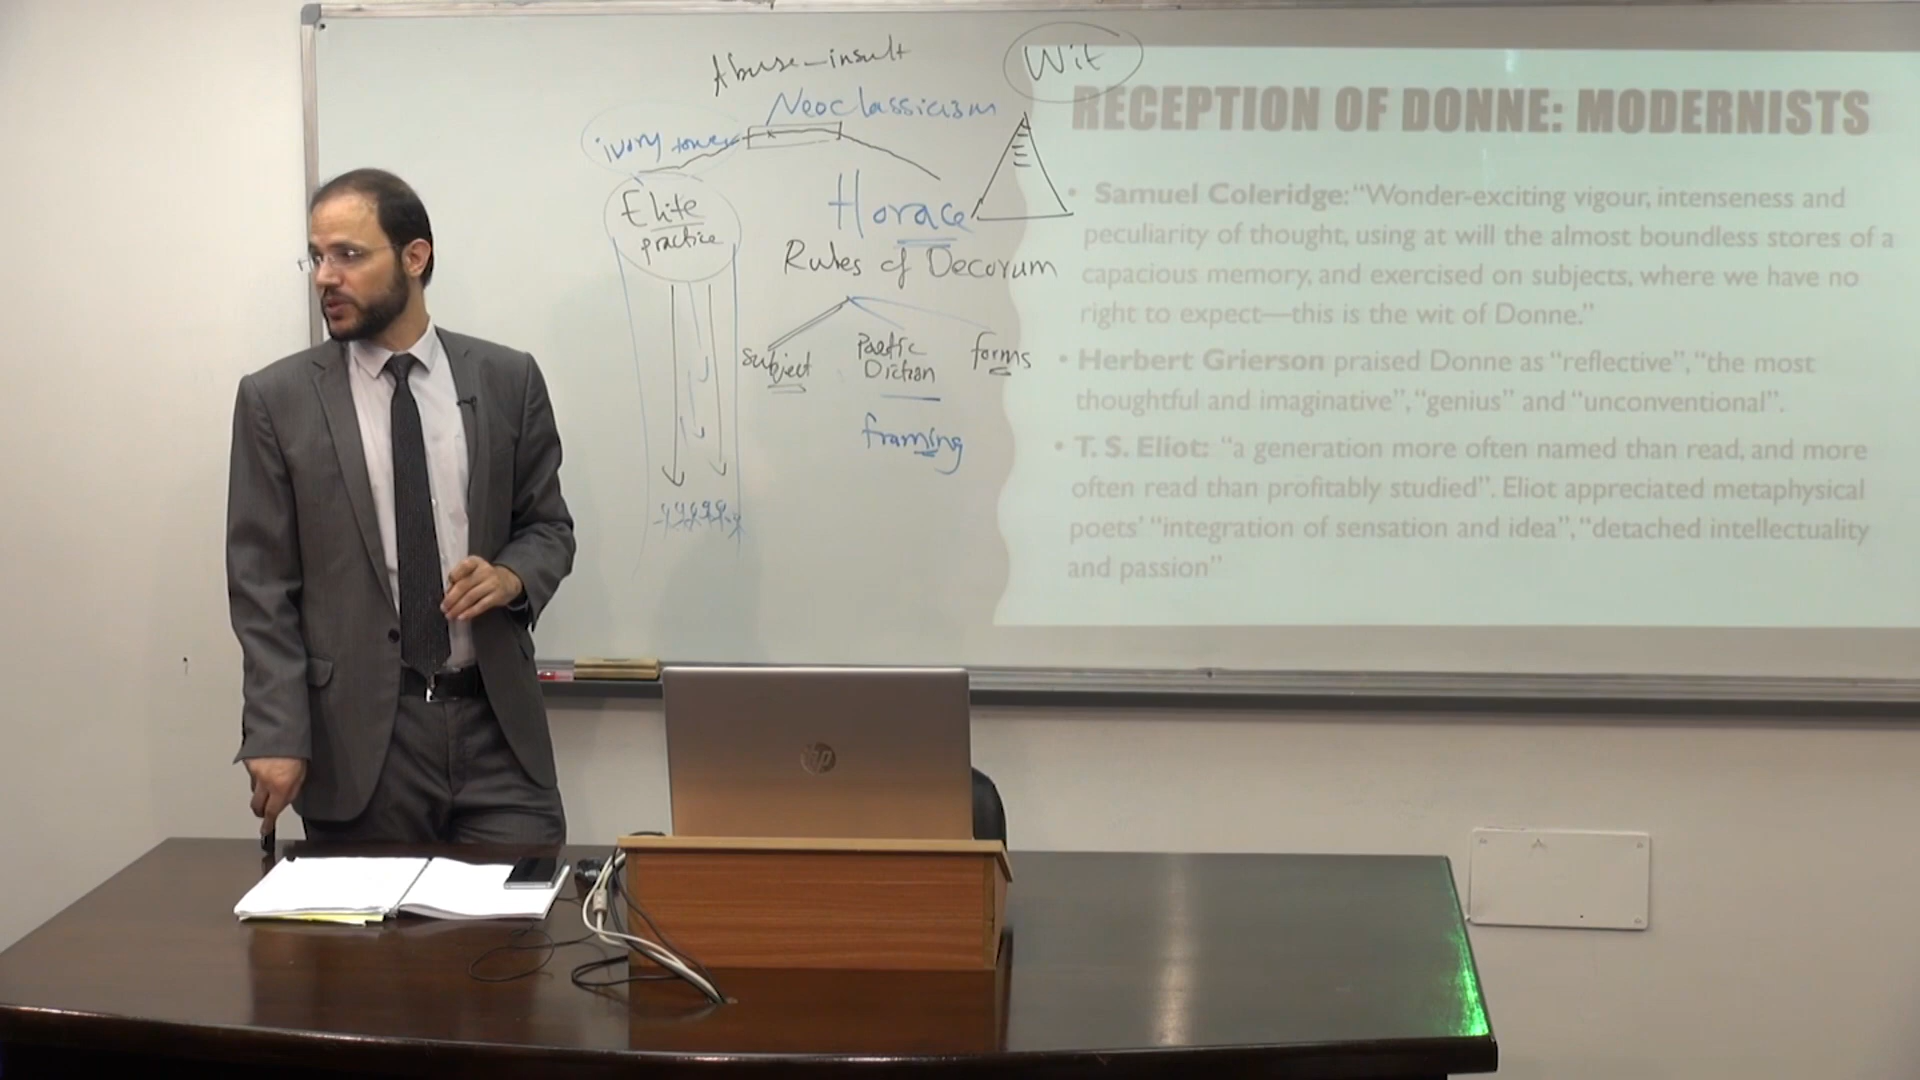 Abuse - insult
Wit
Neoclassicism
ivory tower
Elite
practice
Horace
Rules of Decorum
subject
Poetic
Diction
forms
framing
RECEPTION OF DONNE: MODERNISTS
• Samuel Coleridge: “Wonder-exciting vigour, intenseness and
peculiarity of thought, using at will the almost boundless stores of a
capacious memory, and exercised on subjects, where we have no
right to expect—this is the wit of Donne.”
• Herbert Grierson praised Donne as “reflective”, “the most
thoughtful and imaginative”, “genius” and “unconventional”.
• T. S. Eliot: “a generation more often named than read, and more
often read than profitably studied”. Eliot appreciated metaphysical
poets’ “integration of sensation and idea”, “detached intellectuality
and passion”
hp